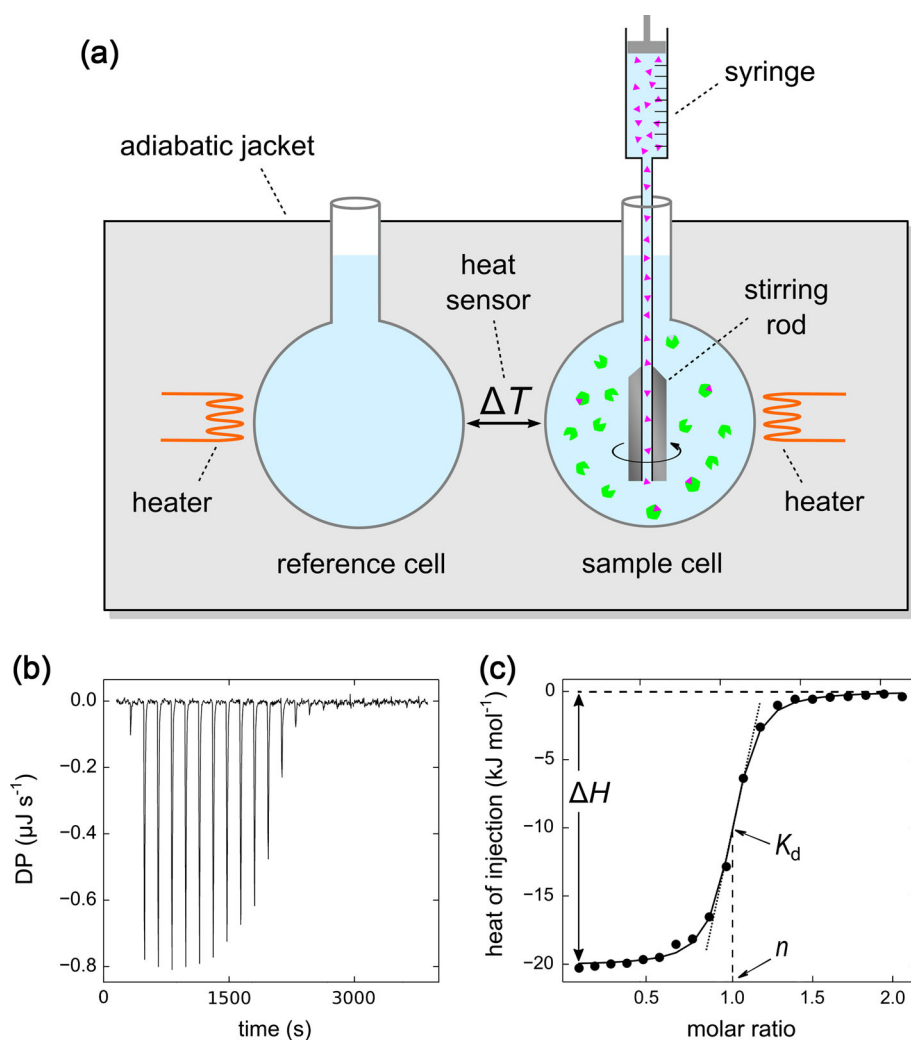 (a)
syringe
adiabatic jacket
heat
sensor
stirring
rod
ΔT
heater
heater
reference cell
sample cell
(b)
DP (µJ s⁻¹)
0.0
−0.2
−0.4
−0.6
−0.8
0
1500
3000
time (s)
(c)
heat of injection (kJ mol⁻¹)
0
−5
−10
−15
−20
ΔH
Kd
n
0.5
1.0
1.5
2.0
molar ratio